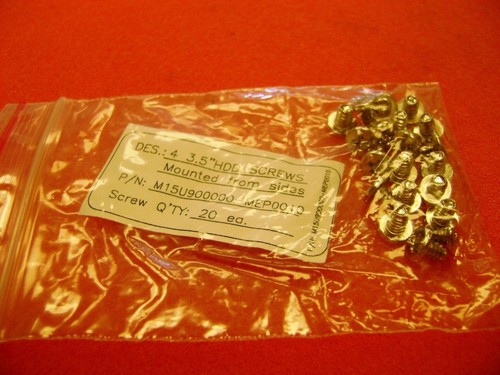 DES.: 4 3.5"HDD SCREWS
Mounted from sides
P/N: M15U900000-MEP0010
Screw Q'TY: 20 ea.